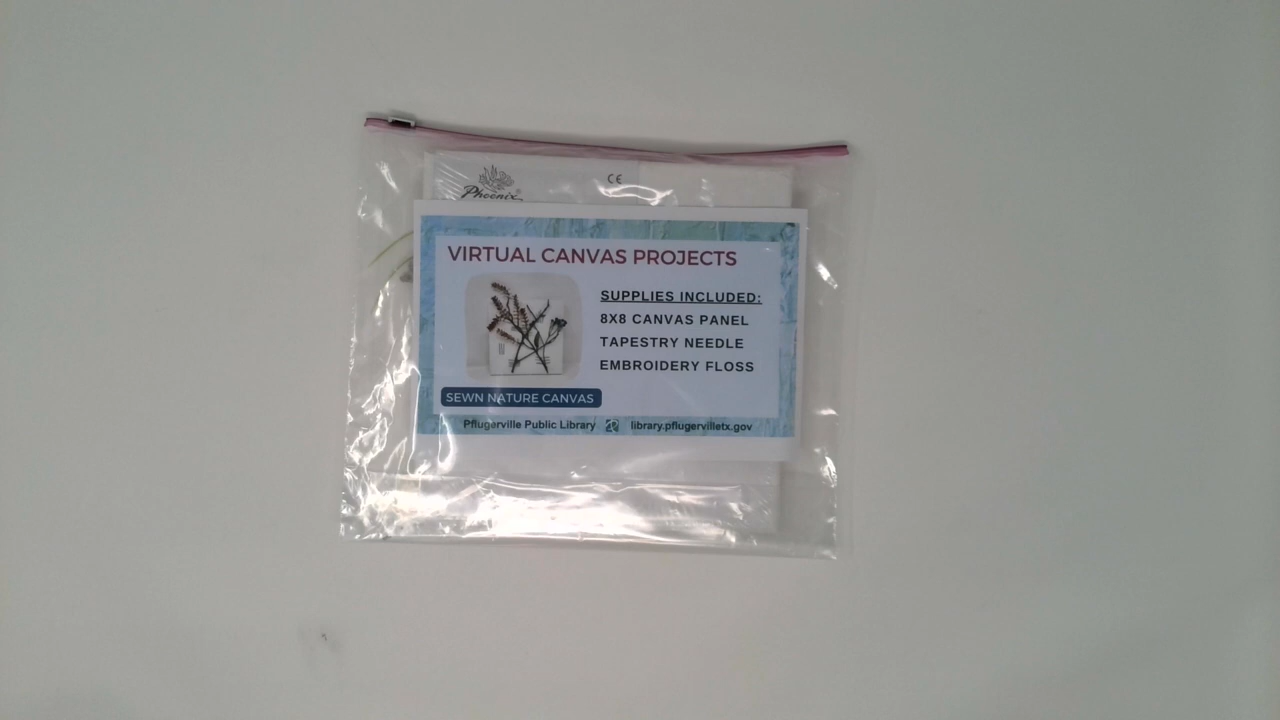 Phoenix
CE
VIRTUAL CANVAS PROJECTS
SUPPLIES INCLUDED:
8X8 CANVAS PANEL
TAPESTRY NEEDLE
EMBROIDERY FLOSS
SEWN NATURE CANVAS
Pflugerville Public Library library.pflugervilletx.gov